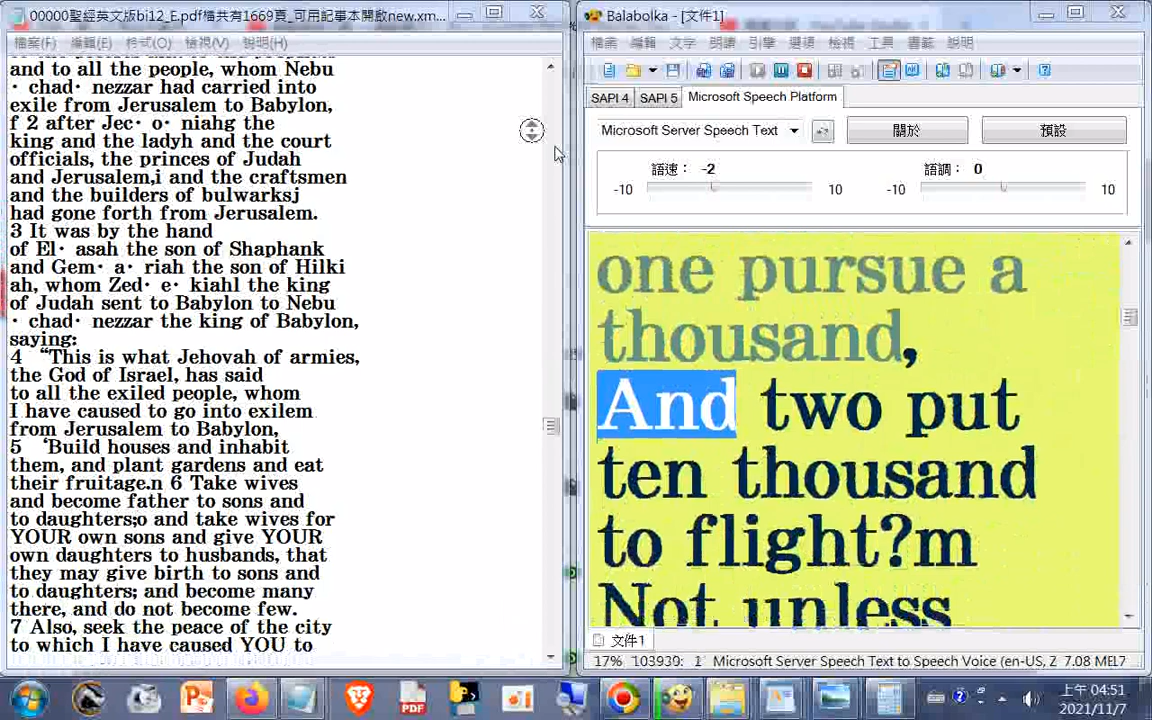 00000聖經英文版bi12_E.pdf檔共有1669頁_可用記事本開啟new.xm...
檔案(F) 編輯(E) 格式(O) 檢視(V) 說明(H)
and to all the people, whom Nebu
· chad· nezzar had carried into
exile from Jerusalem to Babylon,
f 2 after Jec· o· niahg the
king and the ladyh and the court
officials, the princes of Judah
and Jerusalem,i and the craftsmen
and the builders of bulwarksj
had gone forth from Jerusalem.
3 It was by the hand
of El· asah the son of Shaphank
and Gem· a· riah the son of Hilki
ah, whom Zed· e· kiahl the king
of Judah sent to Babylon to Nebu
· chad· nezzar the king of Babylon,
saying:
4 “This is what Jehovah of armies,
the God of Israel, has said
to all the exiled people, whom
I have caused to go into exilem
from Jerusalem to Babylon,
5 ‘Build houses and inhabit
them, and plant gardens and eat
their fruitage.n 6 Take wives
and become father to sons and
to daughters;o and take wives for
YOUR own sons and give YOUR
own daughters to husbands, that
they may give birth to sons and
to daughters; and become many
there, and do not become few.
7 Also, seek the peace of the city
to which I have caused YOU to
Balabolka - [文件1]
檔案 編輯 文字 朗讀 引擎 選項 檢視 工具 書籤 說明
SAPI 4 SAPI 5 Microsoft Speech Platform
Microsoft Server Speech Text 關於 預設
語速： -2 語調： 0
-10 10 -10 10
one pursue a
thousand,
And two put
ten thousand
to flight?m
Not unless
文件1
17% 103939: 1 Microsoft Server Speech Text to Speech Voice (en-US, Z 7.08 MEL7
PDF
上午 04:51
2021/11/7